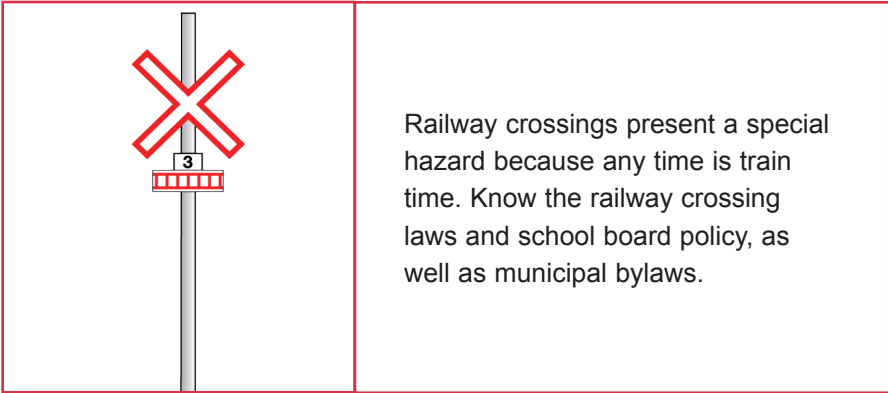 3
Railway crossings present a special
hazard because any time is train
time. Know the railway crossing
laws and school board policy, as
well as municipal bylaws.